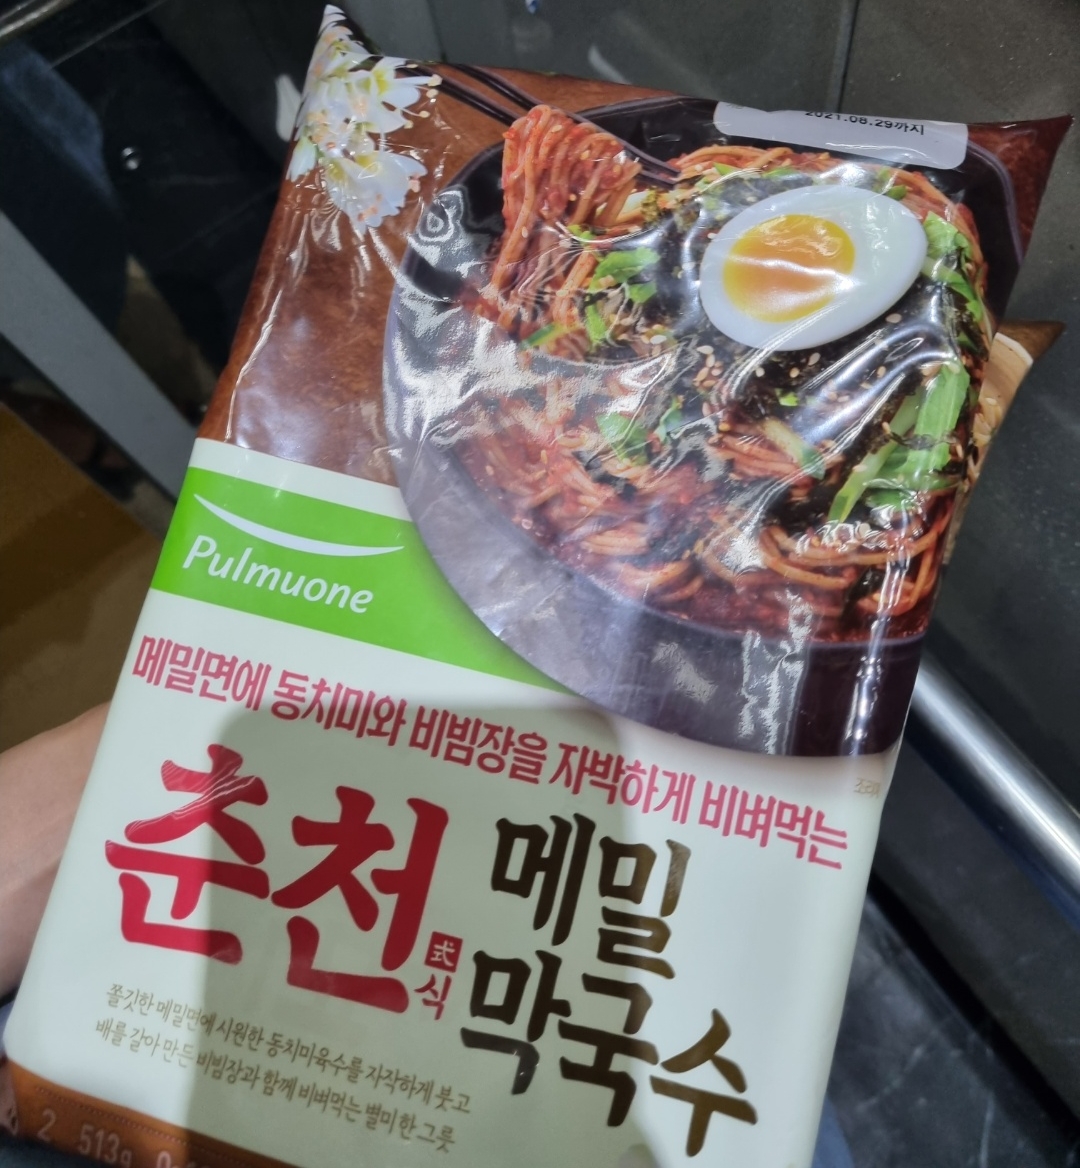 2021.08.29까지
Pulmuone
메밀면에 동치미와 비빔장을 자박하게 비벼먹는
춘천
式
식
메밀
막국수
쫄깃한 메밀면에 시원한 동치미육수를 자작하게 붓고
배를 갈아 만든 비빔장과 함께 비벼먹는 별미 한 그릇
2 513g